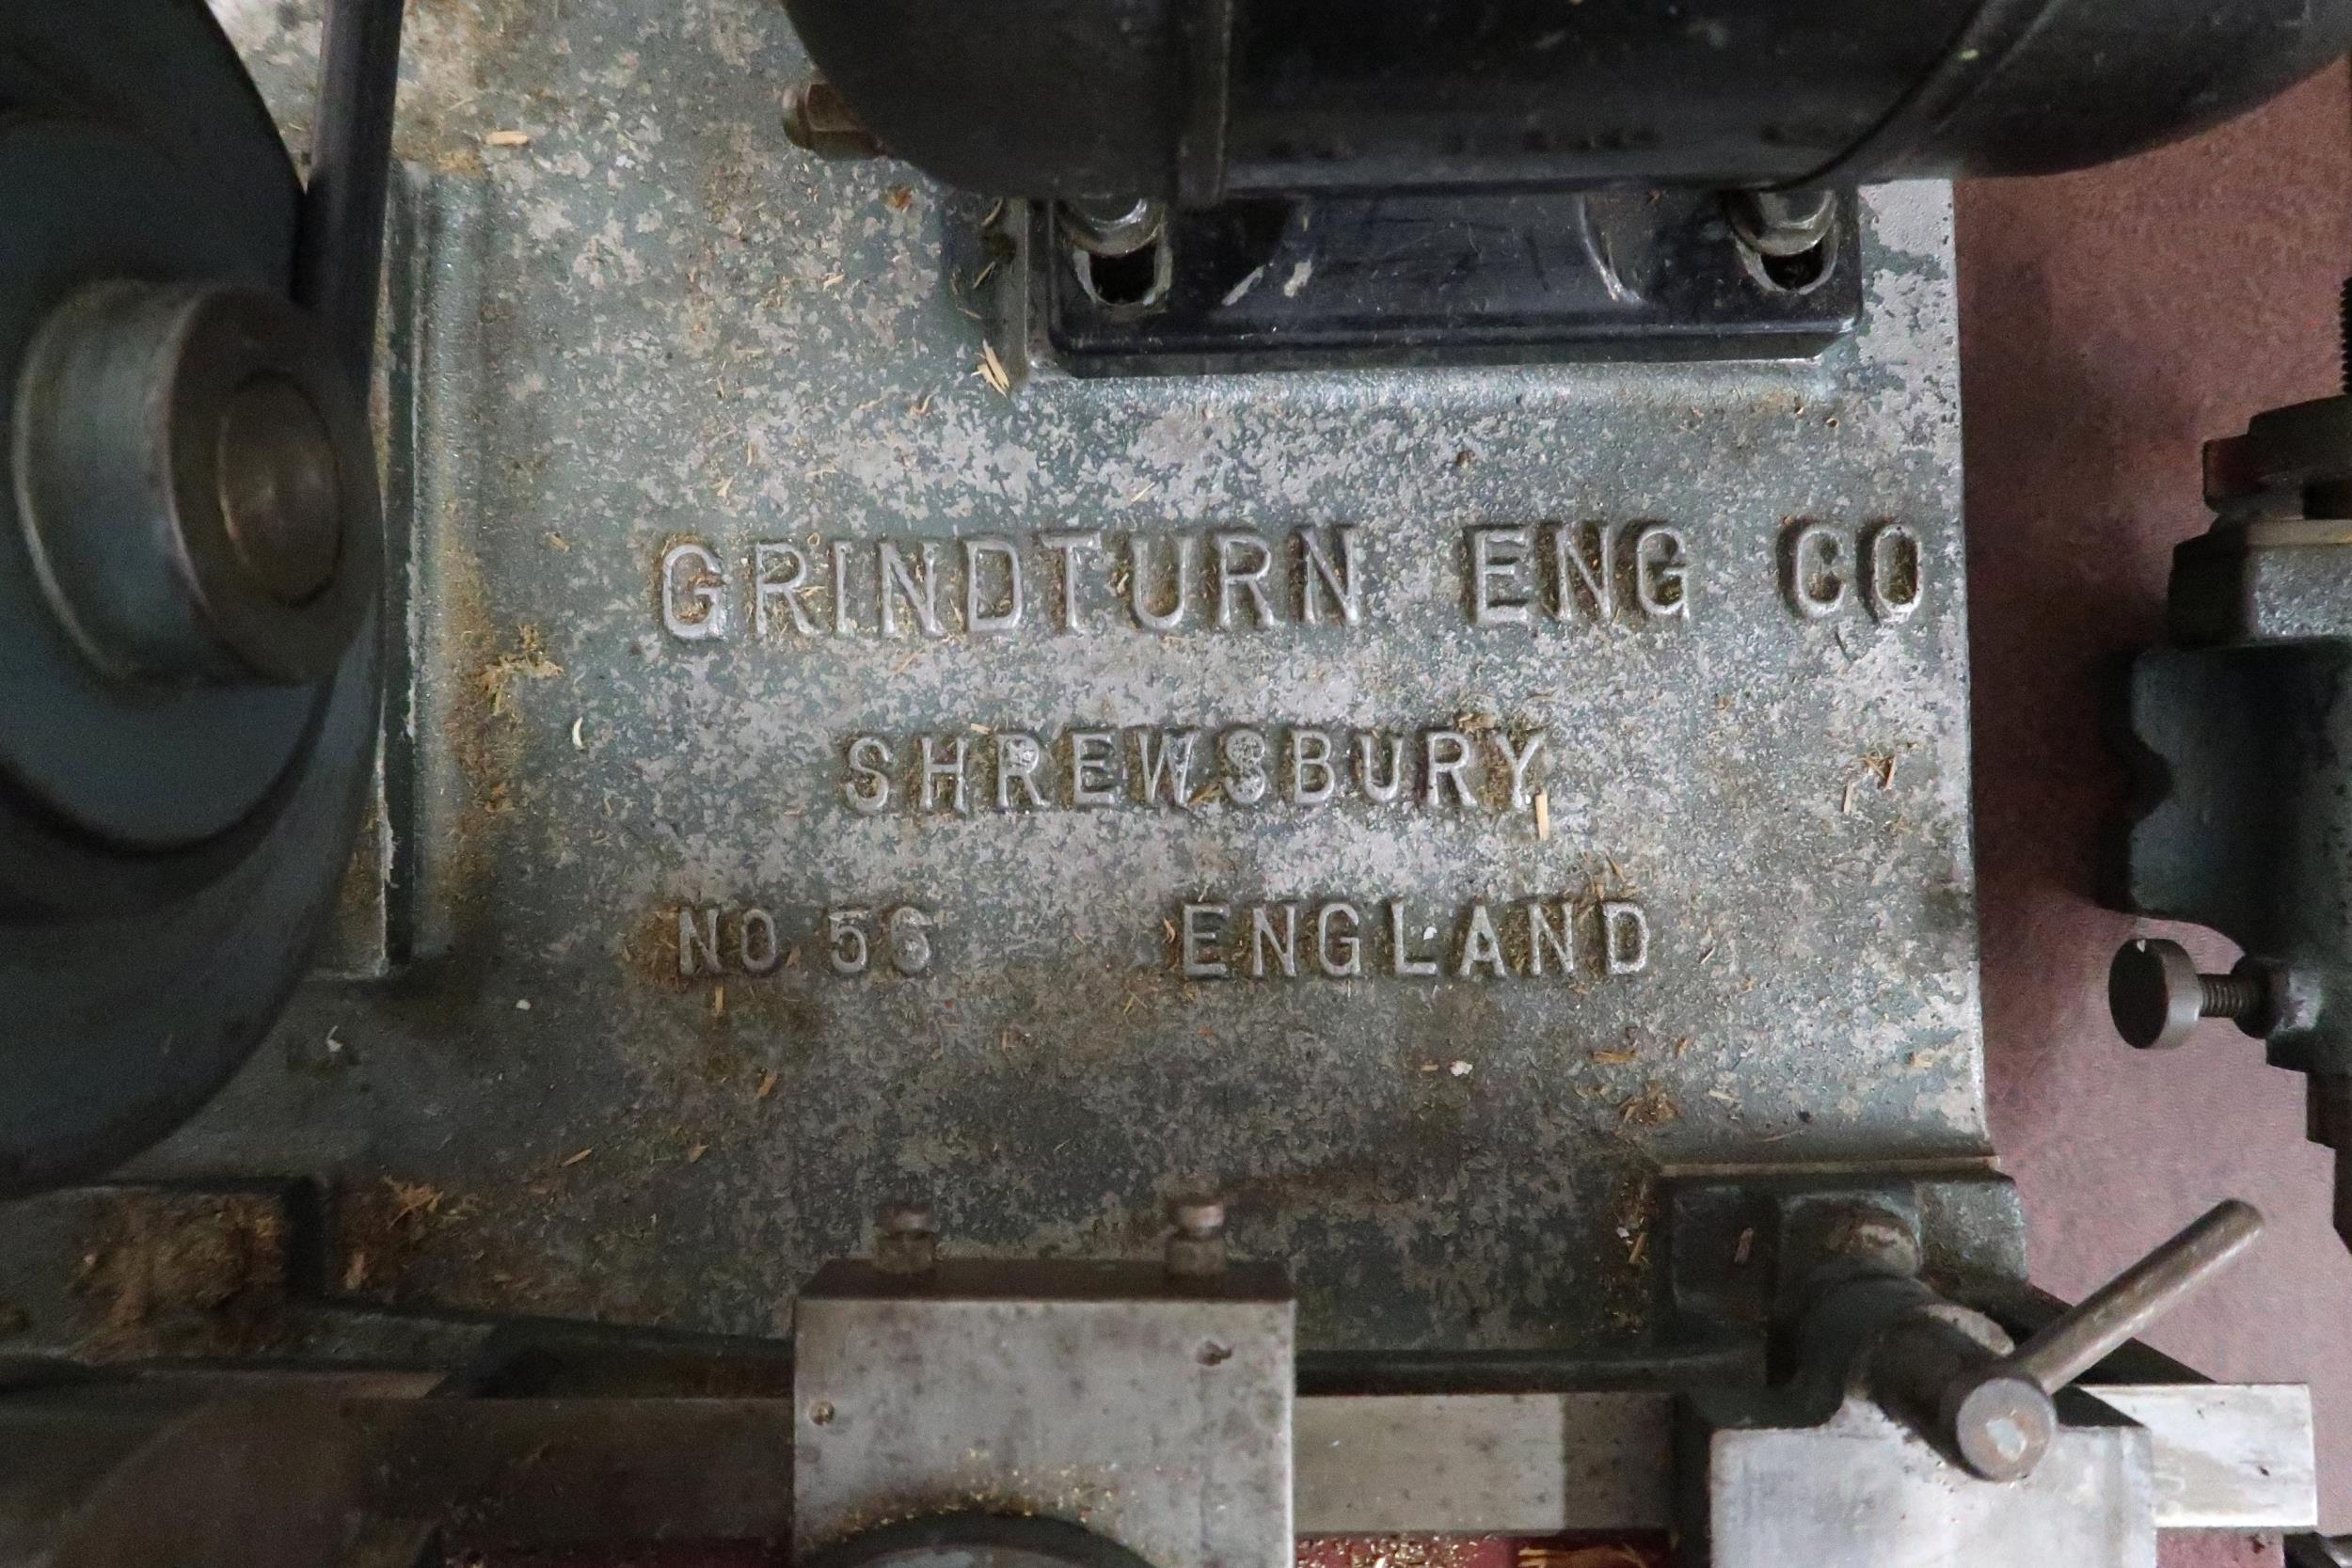 GRINDTURN ENG CO
SHREWSBURY
NO 56 ENGLAND